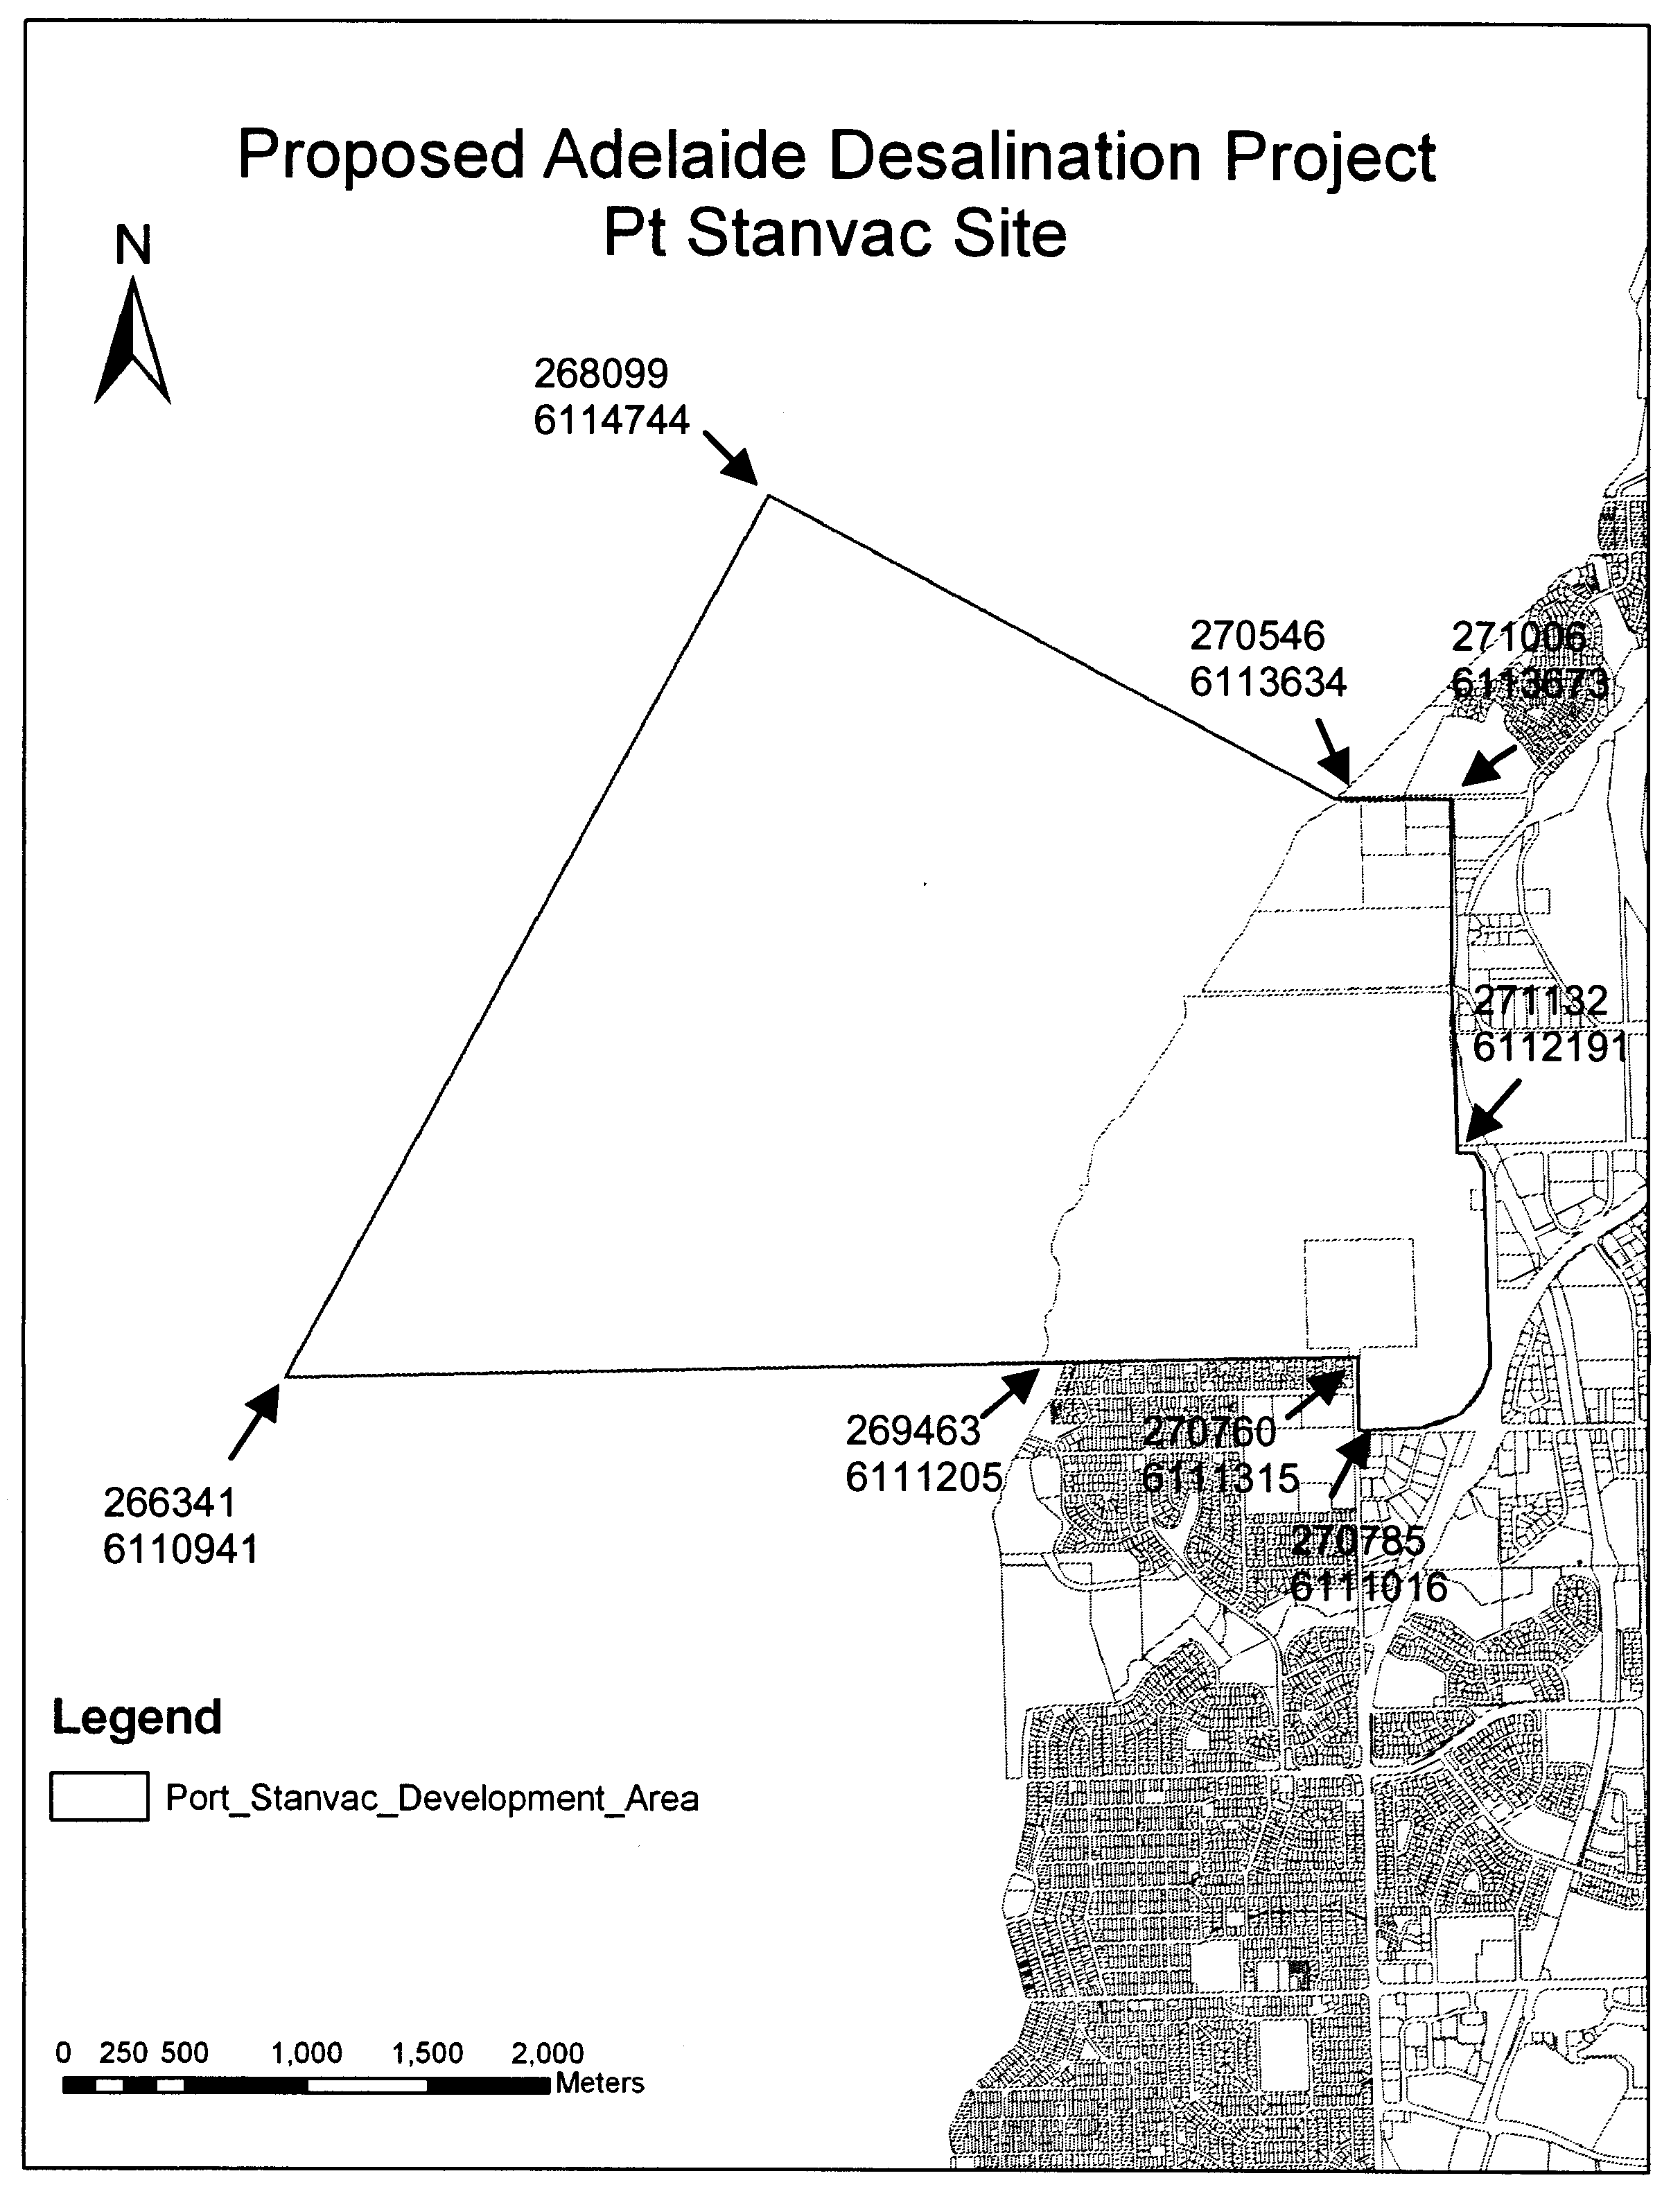 Proposed Adelaide Desalination Project
Pt Stanvac Site
N
268099
6114744
270546
6113634
271006
6113673
271132
6112191
269463
6111205
270760
6111315
270785
6111016
266341
6110941
Legend
Port_Stanvac_Development_Area
0 250 500 1,000 1,500 2,000
Meters